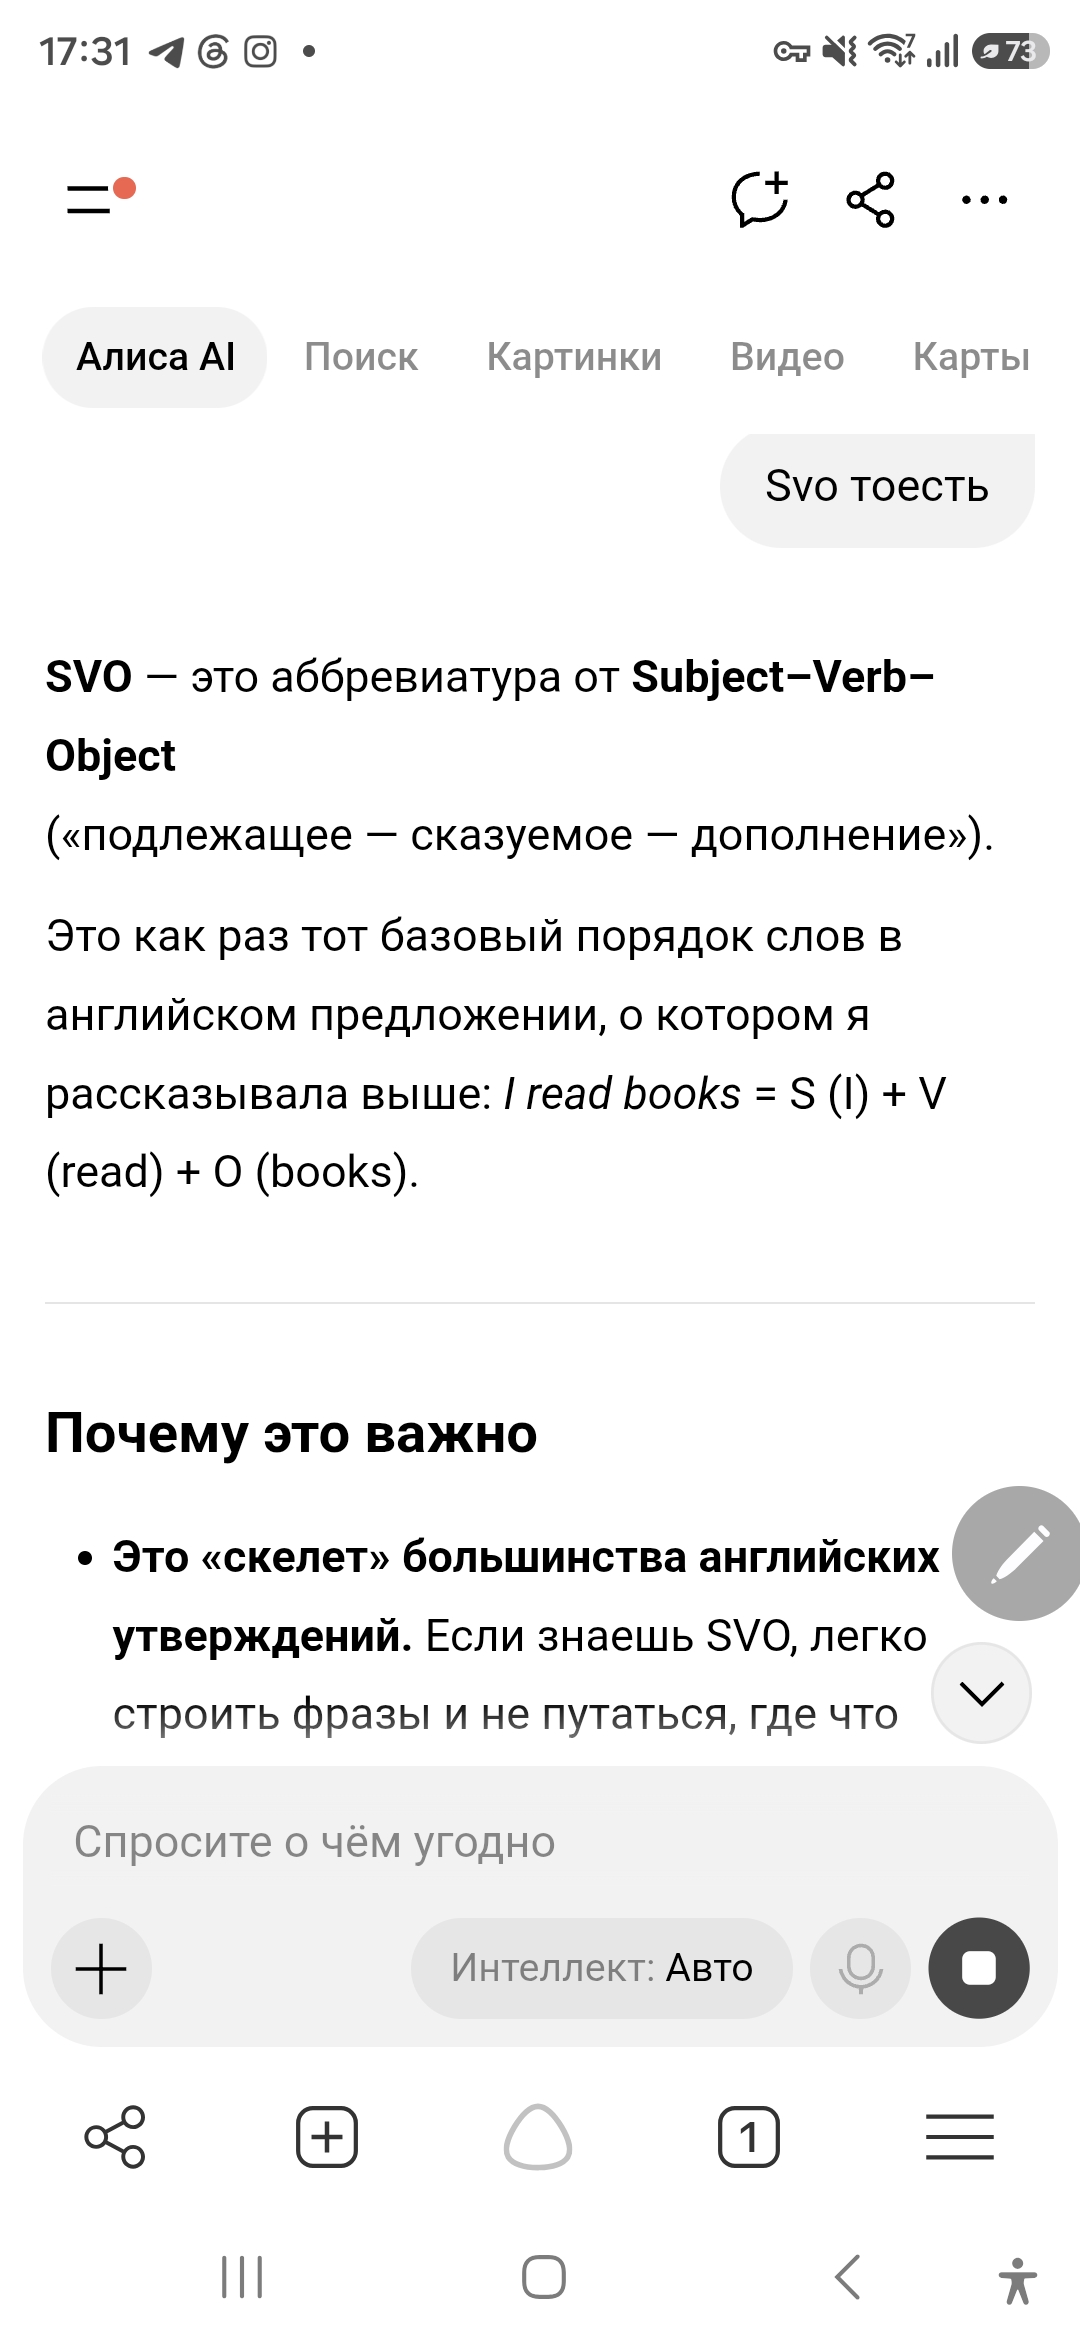 17:31
7
73
Алиса AI Поиск Картинки Видео Карты
Svo тоесть
SVO — это аббревиатура от Subject–Verb–
Object
(«подлежащее — сказуемое — дополнение»).
Это как раз тот базовый порядок слов в
английском предложении, о котором я
рассказывала выше: I read books = S (I) + V
(read) + O (books).
Почему это важно
• Это «скелет» большинства английских
утверждений. Если знаешь SVO, легко
строить фразы и не путаться, где что
Спросите о чём угодно
Интеллект: Авто
1